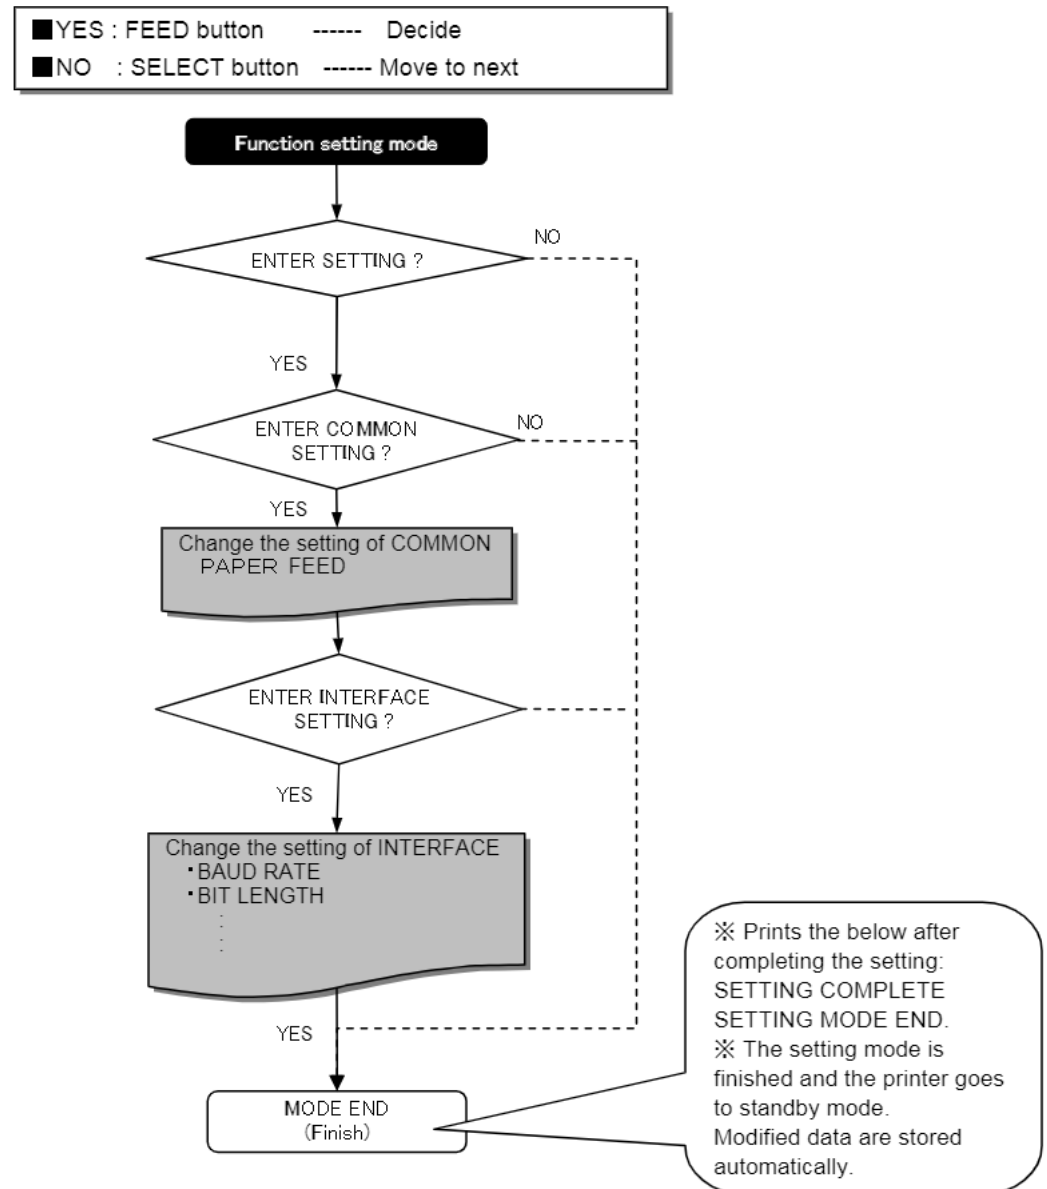 ■YES : FEED button ------ Decide
■NO : SELECT button ------ Move to next
Function setting mode
ENTER SETTING ?
NO
YES
ENTER COMMON
SETTING ?
NO
YES
Change the setting of COMMON
PAPER FEED
ENTER INTERFACE
SETTING ?
YES
Change the setting of INTERFACE
・BAUD RATE
・BIT LENGTH
:
:
YES
MODE END
(Finish)
※ Prints the below after
completing the setting:
SETTING COMPLETE
SETTING MODE END.
※ The setting mode is
finished and the printer goes
to standby mode.
Modified data are stored
automatically.